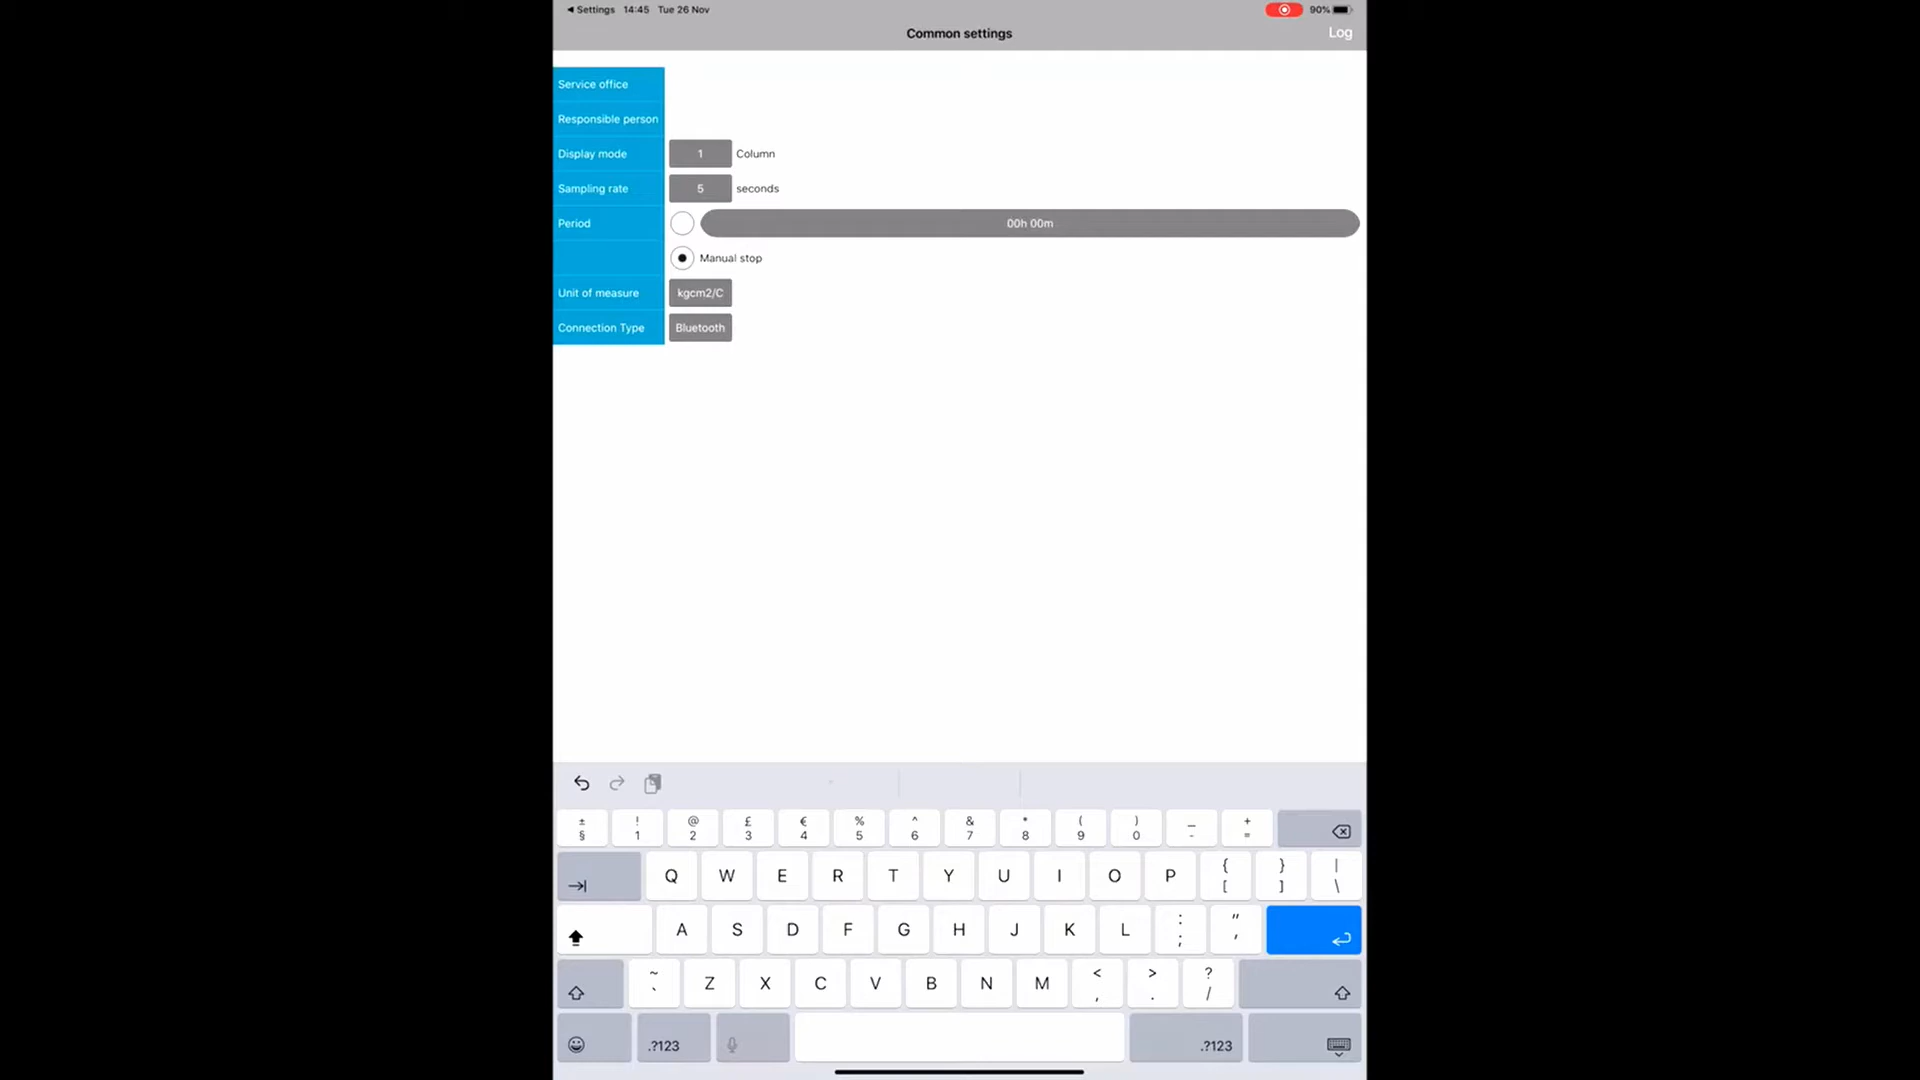 ◀ Settings 14:45 Tue 26 Nov 90%
Common settings Log
Service office
Responsible person
Display mode 1 Column
Sampling rate 5 seconds
Period 00h 00m
Manual stop
Unit of measure kgcm2/C
Connection Type Bluetooth
± ! @ £ € % ^ & * ( ) _ +
§ 1 2 3 4 5 6 7 8 9 0 - =
Q W E R T Y U I O P { } |
[ ] \
A S D F G H J K L : "
; '
~ Z X C V B N M < > ?
` , . /
.?123 .?123